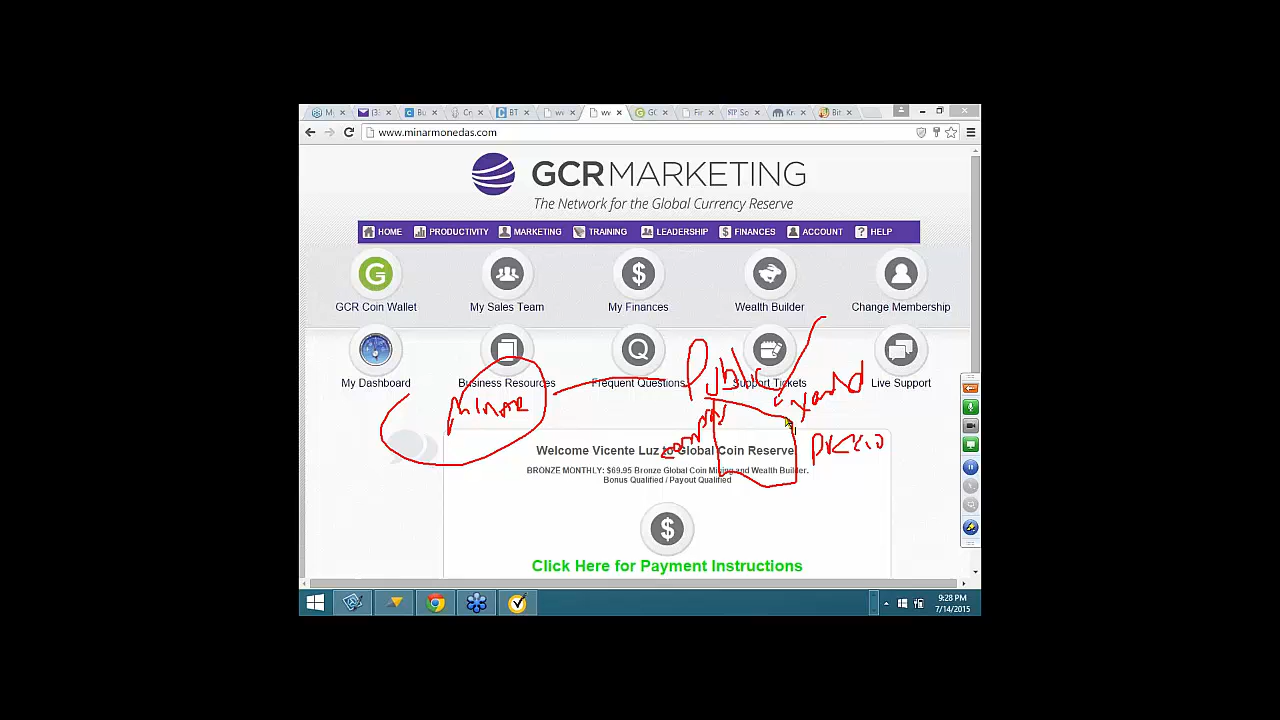 www.minarmonedas.com
GCRMARKETING
The Network for the Global Currency Reserve
HOME PRODUCTIVITY MARKETING TRAINING LEADERSHIP FINANCES ACCOUNT HELP
GCR Coin Wallet My Sales Team My Finances Wealth Builder Change Membership
Public
My Dashboard Business Resources Frequent Questions Support Tickets Live Support
MINAR
Welcome Vicente Luz to Global Coin Reserve
BRONZE MONTHLY: $69.95 Bronze Global Coin Mining and Wealth Builder.
Bonus Qualified / Payout Qualified
Click Here for Payment Instructions
9:28 PM
7/14/2015